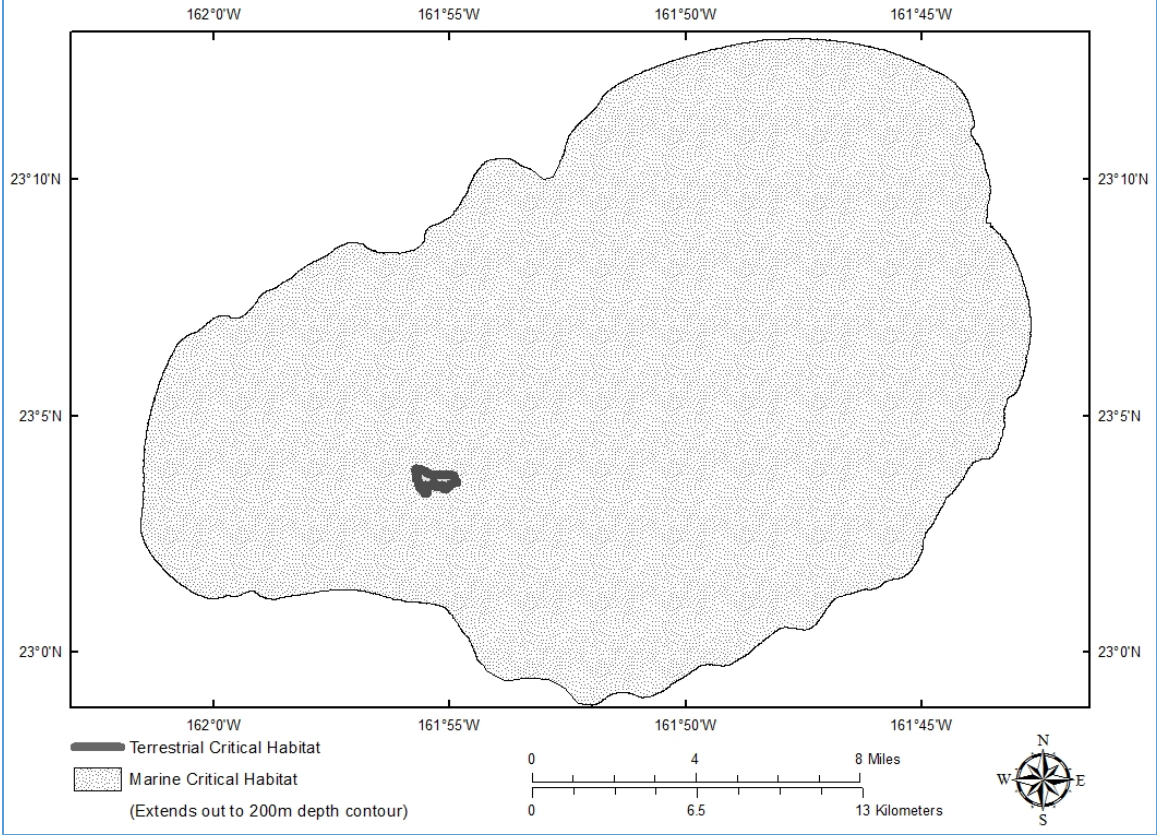 162°0'W 161°55'W 161°50'W 161°45'W
23°10'N 23°10'N
23°5'N 23°5'N
23°0'N 23°0'N
162°0'W 161°55'W 161°50'W 161°45'W
Terrestrial Critical Habitat
Marine Critical Habitat
(Extends out to 200m depth contour)
0 4 8 Miles
0 6.5 13 Kilometers
N
W E
S